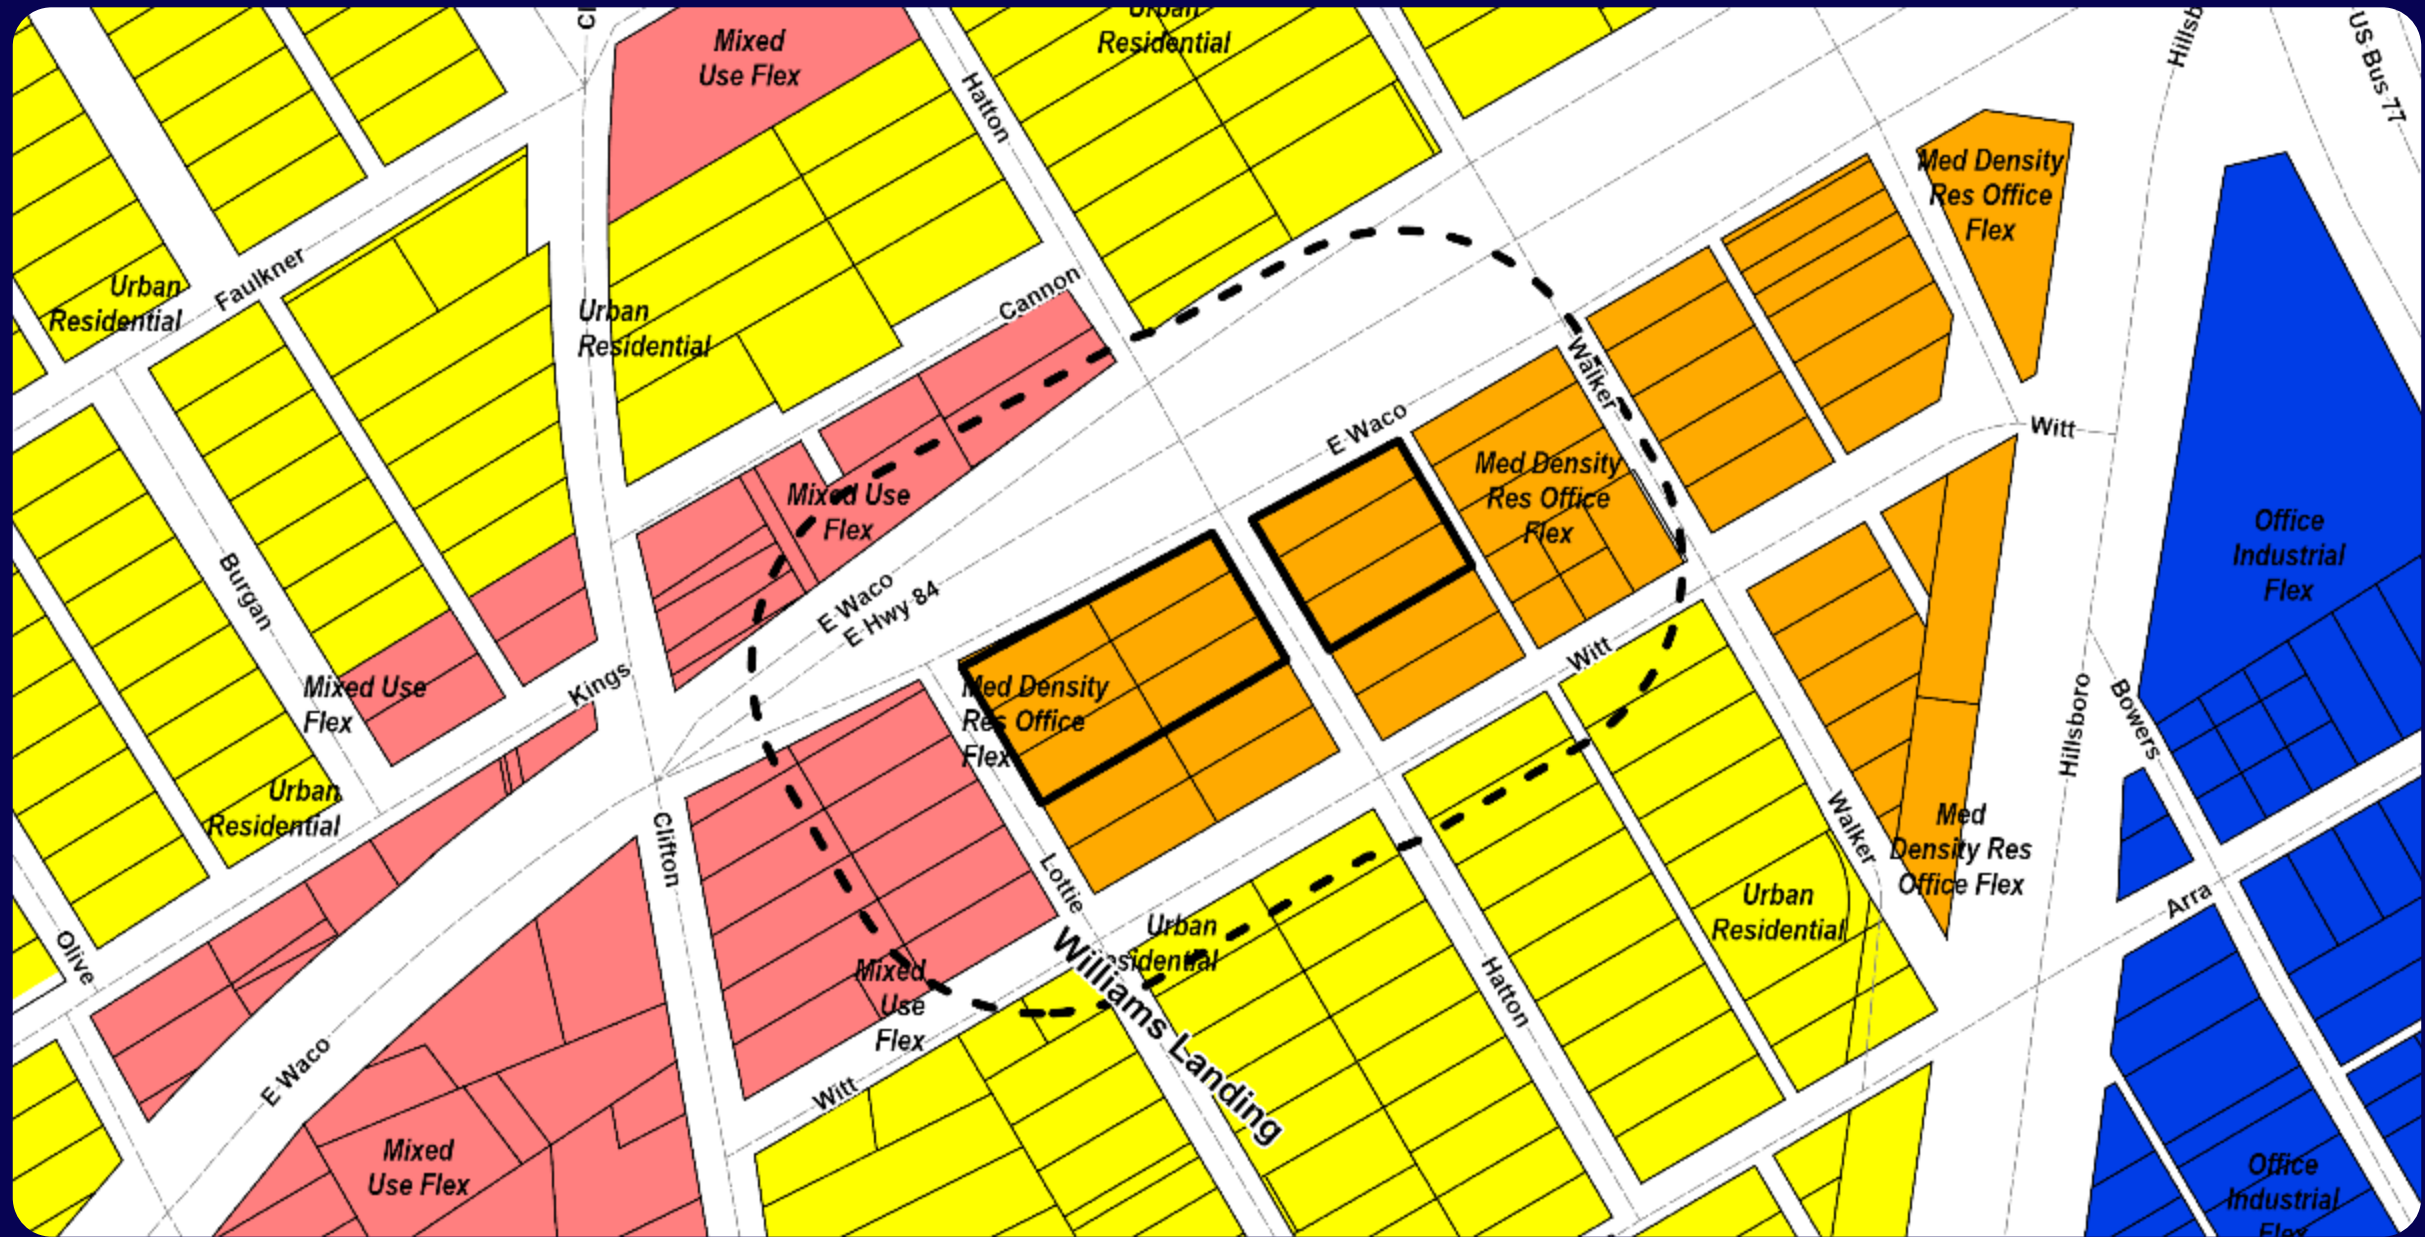 Mixed
Use Flex
Urban
Residential
Hatton
US Bus 77
Med Density
Res Office
Flex
Urban
Residential
Faulkner
Urban
Residential
Cannon
Walker
E Waco
Witt
Med Density
Res Office
Flex
Mixed Use
Flex
Office
Industrial
Flex
Burgan
E Waco
E Hwy 84
Witt
Kings
Mixed Use
Flex
Med Density
Res Office
Flex
Hillsboro
Bowers
Urban
Residential
Clifton
Walker
Med
Density Res
Office Flex
Lottie
Arra
Urban
Residential
Urban
Olive
Mixed
Use
Flex
Hatton
Williams Landing
E Waco
Witt
Mixed
Use Flex
Office
Industrial
Flex